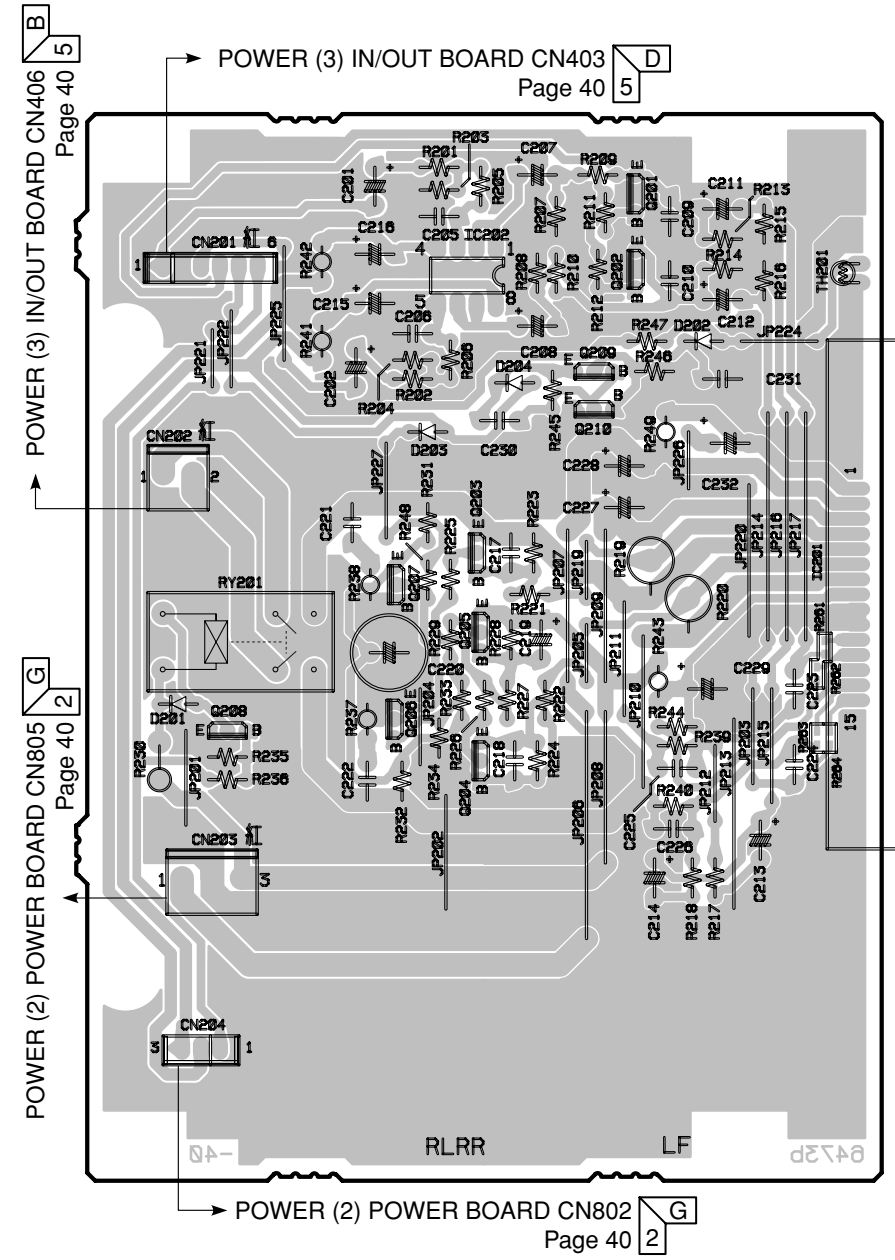 POWER (3) IN/OUT BOARD CN406 B
Page 40 5
POWER (3) IN/OUT BOARD CN403 D
Page 40 5
R203
R201
C207
R209
E
C201
R205
Q201
C211
R213
C205
IC202
R207
R211
B
C209
R215
CN201
1
6
R242
C216
4
1
R208
R210
E
Q202
B
R212
C210
R214
R216
TH201
C215
5
8
JP221
JP222
JP225
R241
C206
R206
C208
R247
D202
C212
JP224
C202
R202
R204
D204
E
Q209
B
R246
C231
R245
E
B
Q210
CN202
1
2
D203
C230
R249
JP226
JP227
R231
C228
C232
1
C221
R248
R225
Q203
E
R223
C227
B
C217
JP207
JP219
JP209
R219
JP220
JP214
JP216
JP217
IC201
RY201
R238
E
Q207
B
R221
R220
R229
Q205
E
R228
B
C219
JP205
JP211
R243
R261
C220
R262
D201
E
Q208
B
R237
E
Q206
B
JP204
R233
R226
R227
R222
JP210
R244
C229
C223
R239
R263
15
R230
JP201
R235
R236
C222
R232
R234
E
Q204
B
C218
R224
JP206
JP208
C225
R240
JP212
JP213
JP203
JP215
C224
R264
JP202
C226
CN203
1
3
C214
R218
R217
C213
POWER (2) POWER BOARD CN805 G
Page 40 2
CN204
3
1
-40
RLRR
LF
6473b
POWER (2) POWER BOARD CN802 G
Page 40 2